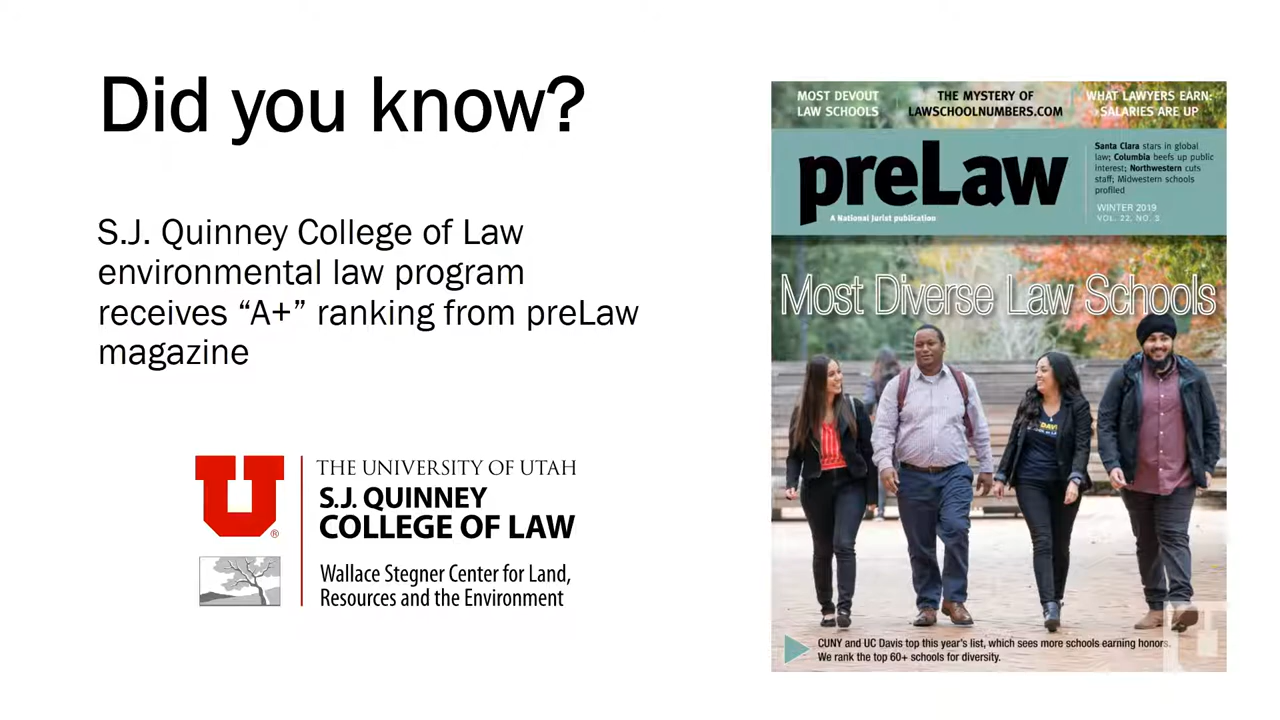 Did you know?
S.J. Quinney College of Law
environmental law program
receives “A+” ranking from preLaw
magazine
U
®
THE UNIVERSITY OF UTAH
S.J. QUINNEY
COLLEGE OF LAW
Wallace Stegner Center for Land,
Resources and the Environment
MOST DEVOUT
LAW SCHOOLS
THE MYSTERY OF
LAWSCHOOLNUMBERS.COM
WHAT LAWYERS EARN:
SALARIES ARE UP
preLaw
A National Jurist publication
Santa Clara stars in global
law; Columbia beefs up public
interest; Northwestern cuts
staff; Midwestern schools
profiled
WINTER 2019
VOL. 22, NO. 3
Most Diverse Law Schools
CUNY and UC Davis top this year's list, which sees more schools earning honors.
We rank the top 60+ schools for diversity.
U